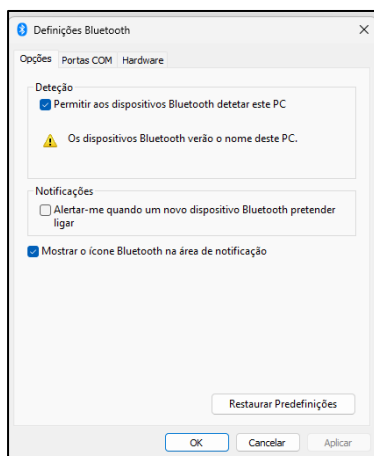 Definições Bluetooth
Opções Portas COM Hardware
Deteção
Permitir aos dispositivos Bluetooth detetar este PC
Os dispositivos Bluetooth verão o nome deste PC.
Notificações
Alertar-me quando um novo dispositivo Bluetooth pretender
ligar
Mostrar o ícone Bluetooth na área de notificação
Restaurar Predefinições
OK Cancelar Aplicar